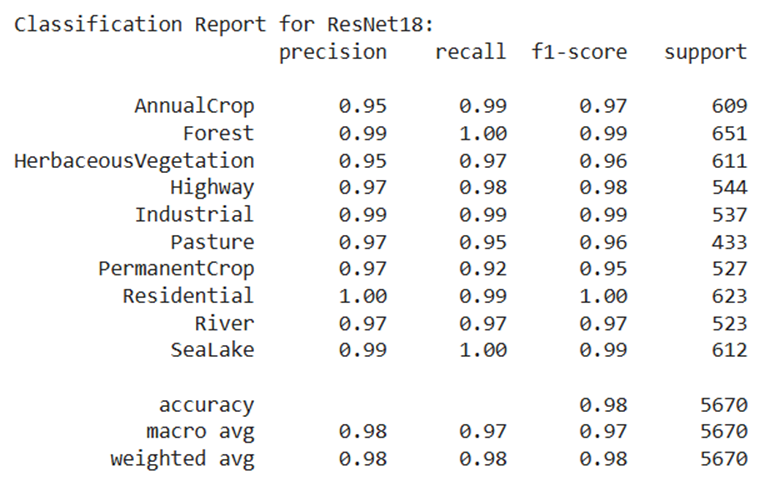 Classification Report for ResNet18:
precision recall f1-score support
AnnualCrop 0.95 0.99 0.97 609
Forest 0.99 1.00 0.99 651
HerbaceousVegetation 0.95 0.97 0.96 611
Highway 0.97 0.98 0.98 544
Industrial 0.99 0.99 0.99 537
Pasture 0.97 0.95 0.96 433
PermanentCrop 0.97 0.92 0.95 527
Residential 1.00 0.99 1.00 623
River 0.97 0.97 0.97 523
SeaLake 0.99 1.00 0.99 612
accuracy 0.98 5670
macro avg 0.98 0.97 0.97 5670
weighted avg 0.98 0.98 0.98 5670